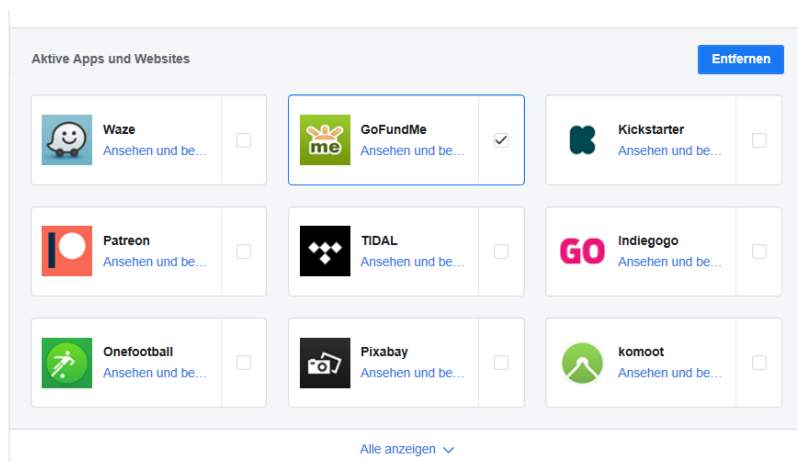 Aktive Apps und Websites
Entfernen
Waze
Ansehen und be...
me
GoFundMe
Ansehen und be...
Kickstarter
Ansehen und be...
Patreon
Ansehen und be...
TIDAL
Ansehen und be...
GO
Indiegogo
Ansehen und be...
Onefootball
Ansehen und be...
Pixabay
Ansehen und be...
komoot
Ansehen und be...
Alle anzeigen